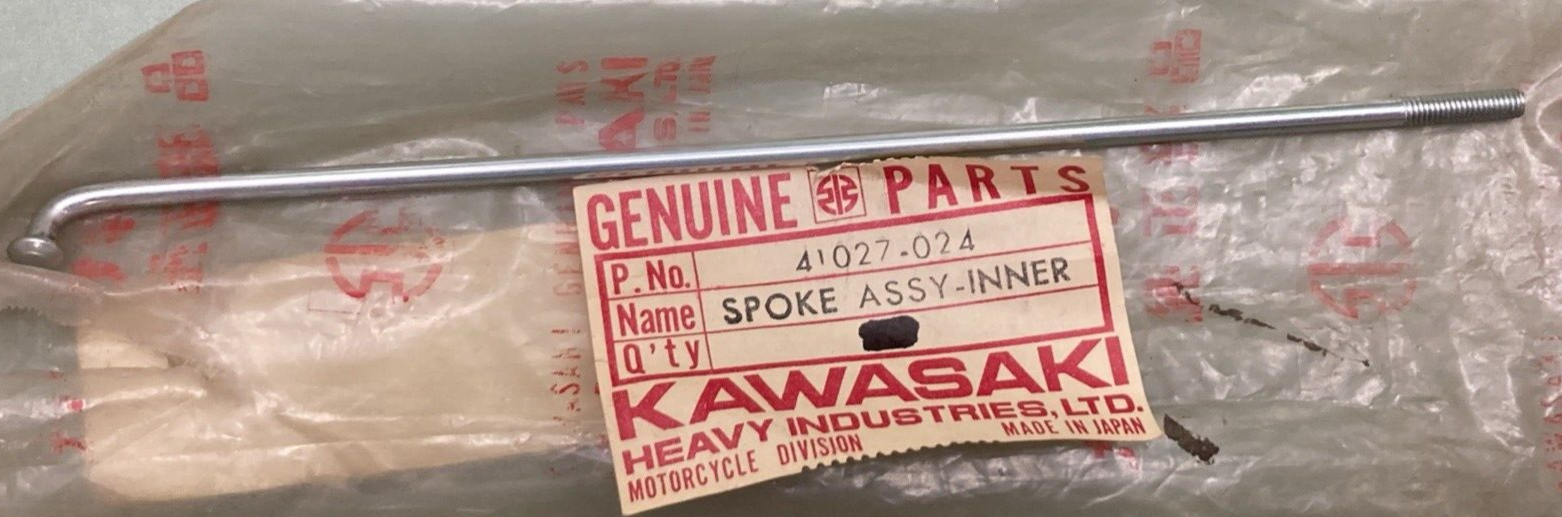 GENUINE PARTS
P.No. 41027-024
Name SPOKE ASSY-INNER
Q'ty
KAWASAKI
HEAVY INDUSTRIES, LTD.
MOTORCYCLE DIVISION MADE IN JAPAN